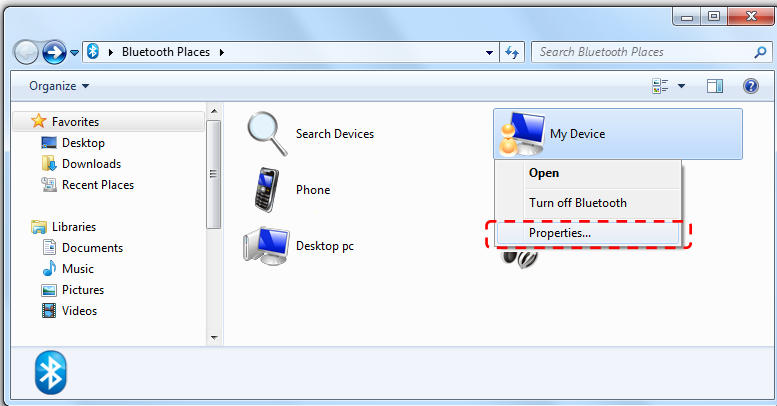 Bluetooth Places
Search Bluetooth Places
Organize
Favorites
Desktop
Downloads
Recent Places
Libraries
Documents
Music
Pictures
Videos
Search Devices
My Device
Phone
Desktop pc
Open
Turn off Bluetooth
Properties...